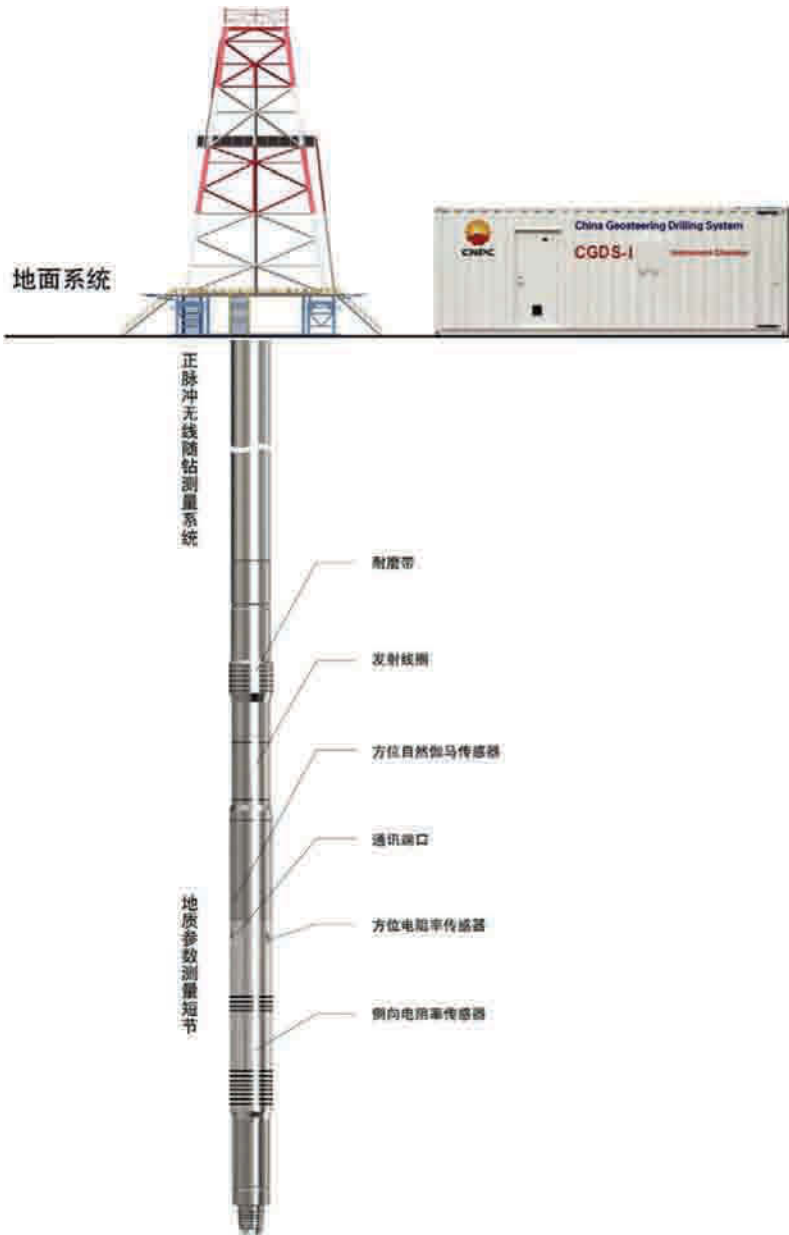 China Geosteering Drilling System
CNPC
CGDS-I
地面系统
正脉冲无线随钻测量系统
耐磨带
发射线圈
方位自然伽马传感器
通讯端口
地质参数测量短节
方位电阻率传感器
侧向电阻率传感器